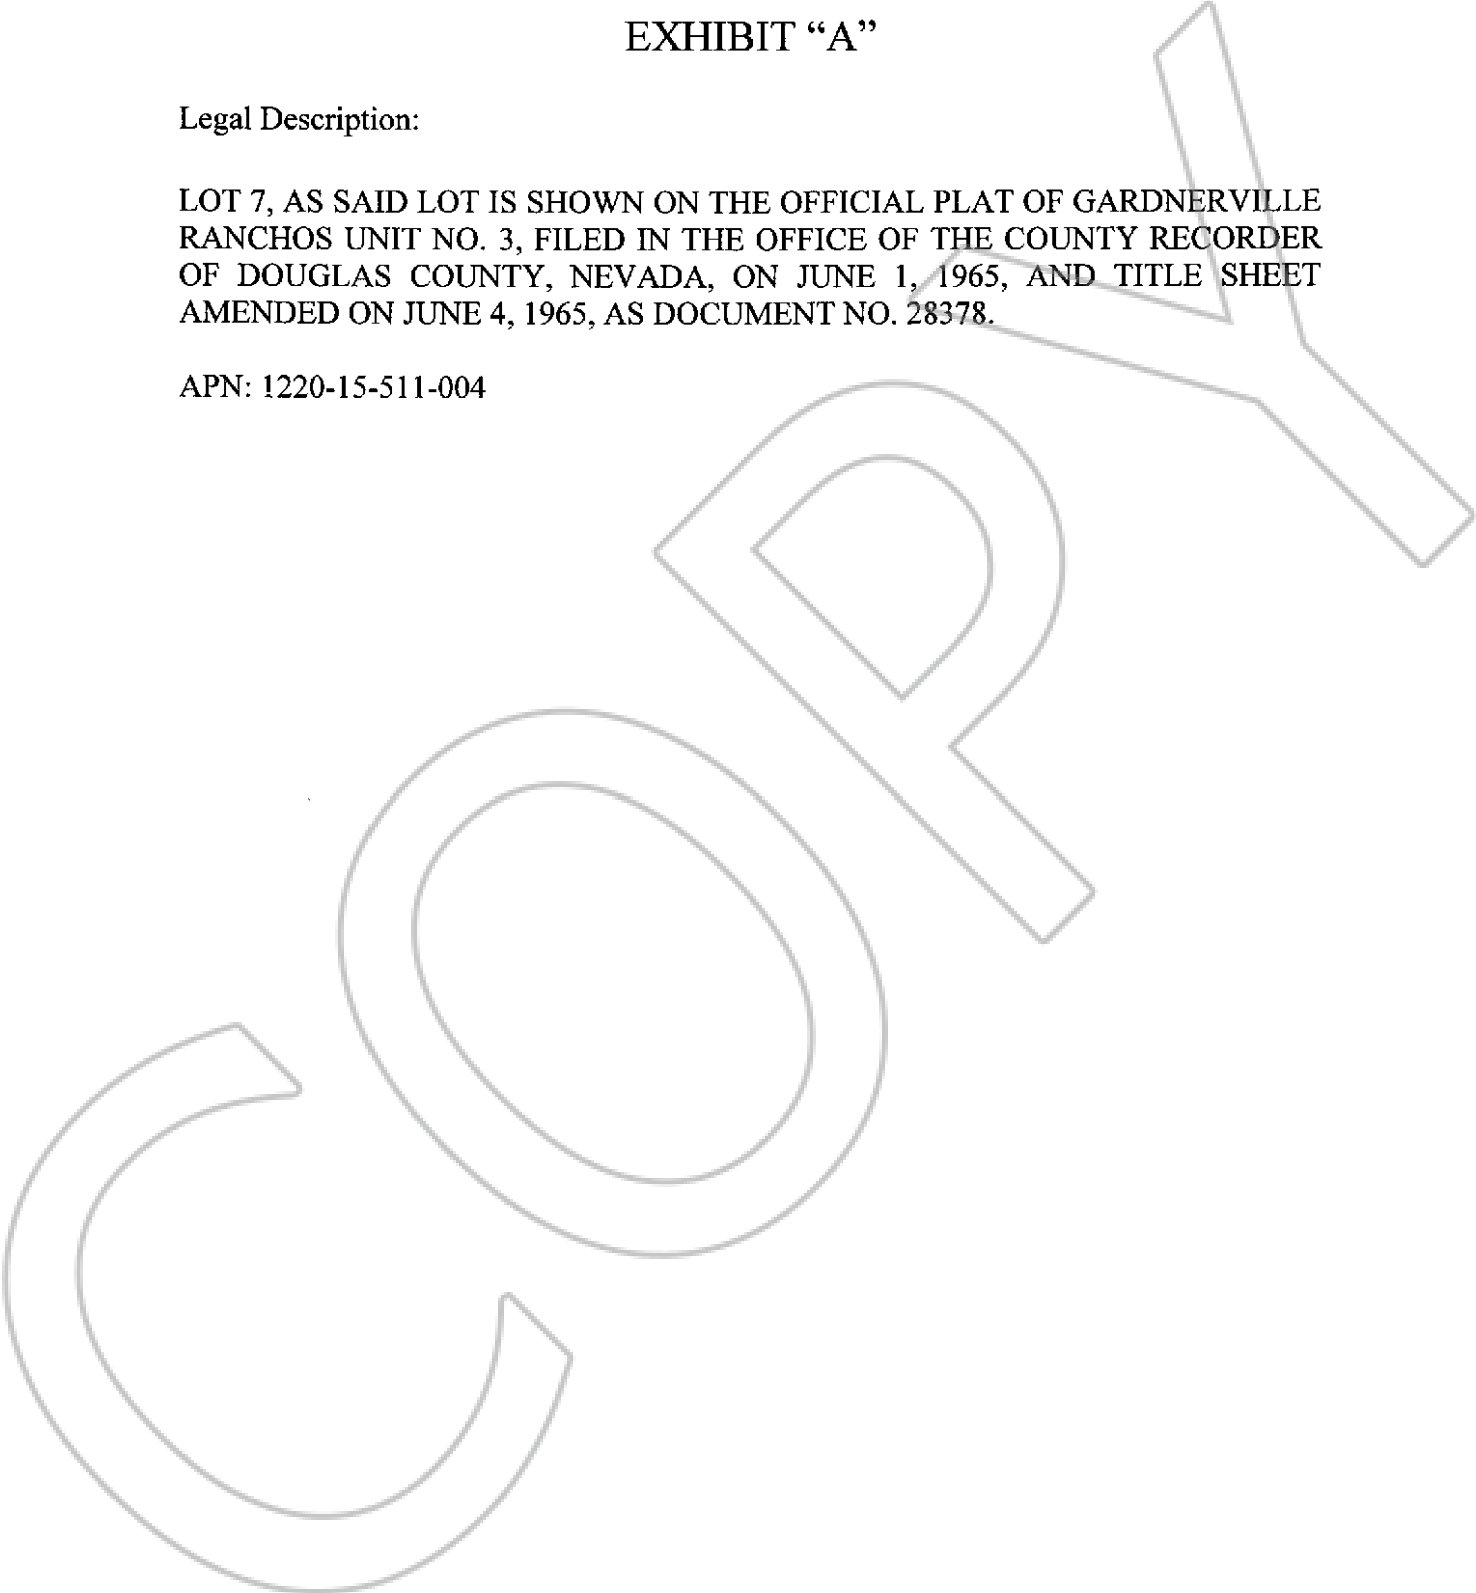 EXHIBIT “A”
Legal Description:
LOT 7, AS SAID LOT IS SHOWN ON THE OFFICIAL PLAT OF GARDNERVILLE
RANCHOS UNIT NO. 3, FILED IN THE OFFICE OF THE COUNTY RECORDER
OF DOUGLAS COUNTY, NEVADA, ON JUNE 1, 1965, AND TITLE SHEET
AMENDED ON JUNE 4, 1965, AS DOCUMENT NO. 28378.
APN: 1220-15-511-004
COPY